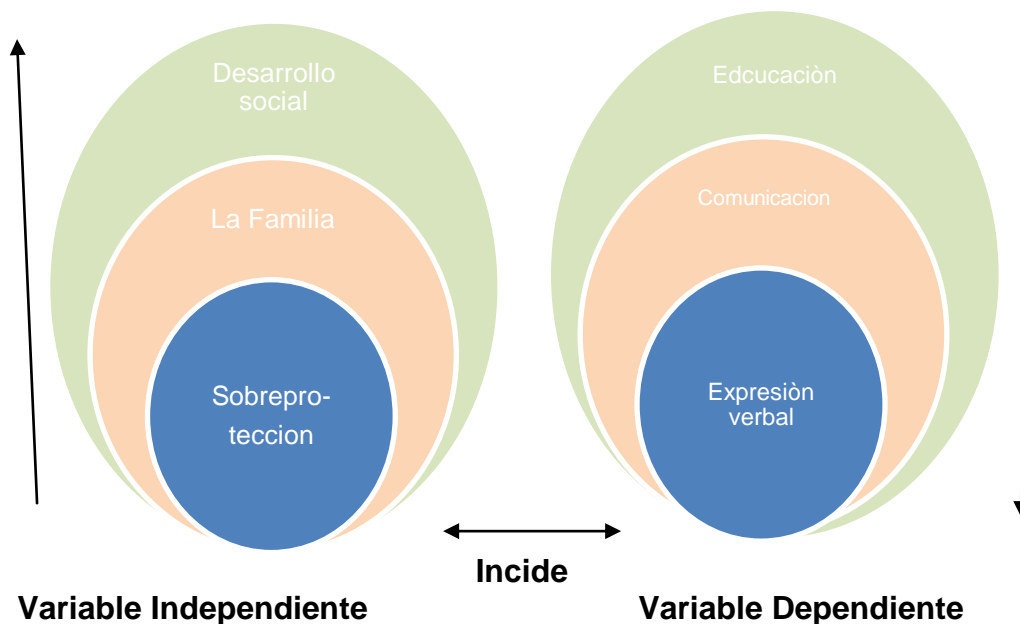 Desarrollo
social
La Familia
Sobrepro-
teccion
Edcucaciòn
Comunicacion
Expresiòn
verbal
Incide
Variable Independiente
Variable Dependiente